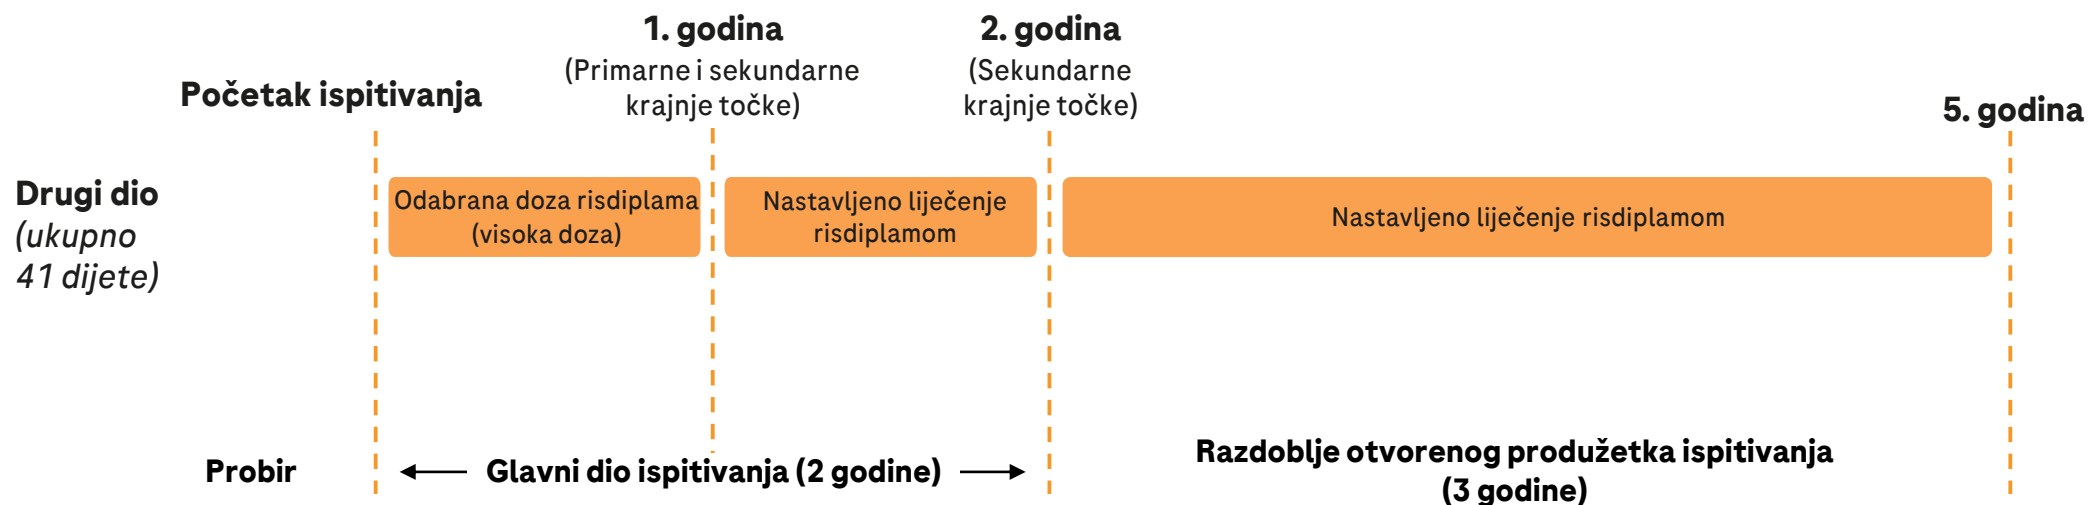 1. godina
(Primarne i sekundarne
krajnje točke)
2. godina
(Sekundarne
krajnje točke)
Početak ispitivanja
5. godina
Drugi dio
(ukupno
41 dijete)
Odabrana doza risdiplama
(visoka doza)
Nastavljeno liječenje
risdiplamom
Nastavljeno liječenje risdiplamom
Probir
Glavni dio ispitivanja (2 godine)
Razdoblje otvorenog produžetka ispitivanja
(3 godine)